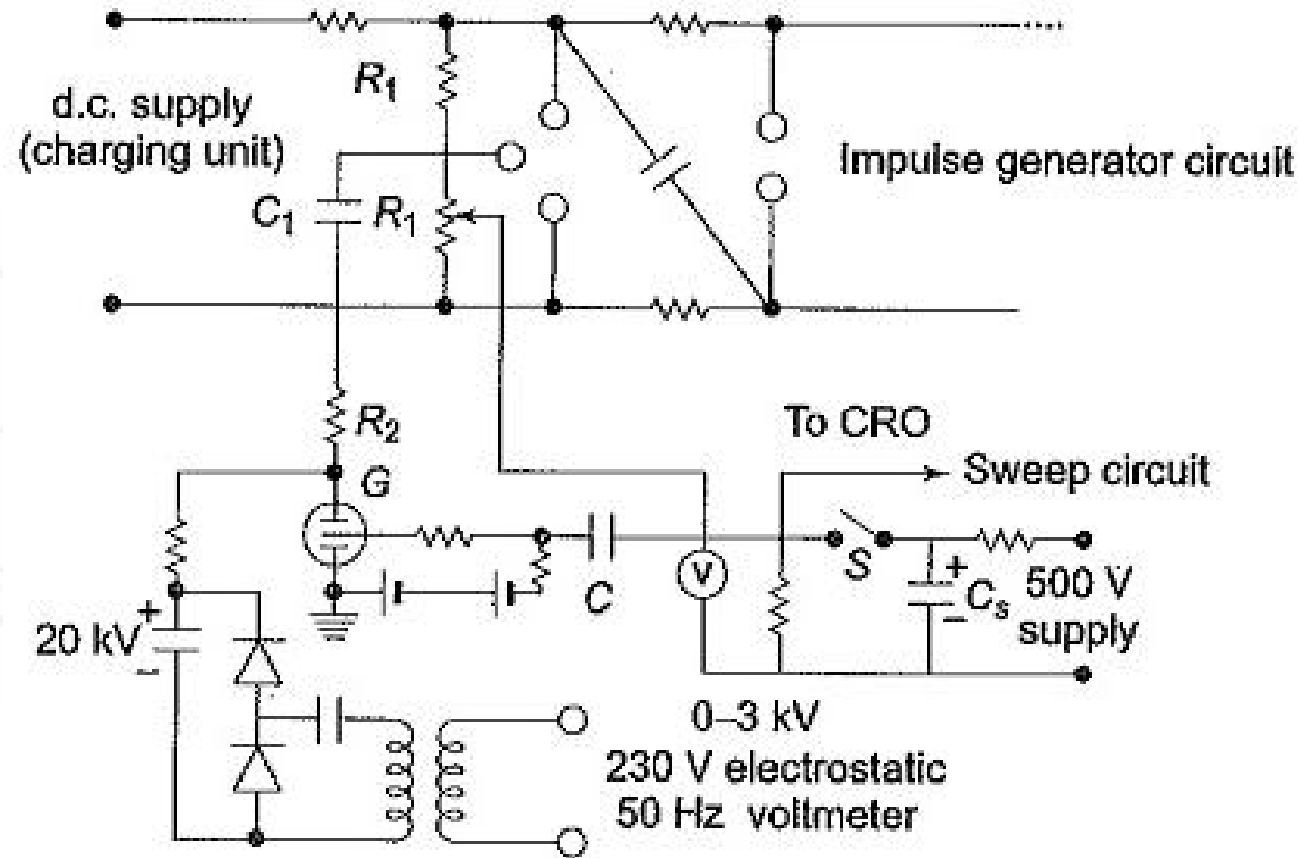 R1
d.c. supply
(charging unit)
Impulse generator circuit
C1
R1
R2
To CRO
Sweep circuit
G
V
S
C
+
Cs
−
500 V
supply
20 kV
+
−
0–3 kV
230 V electrostatic
50 Hz voltmeter